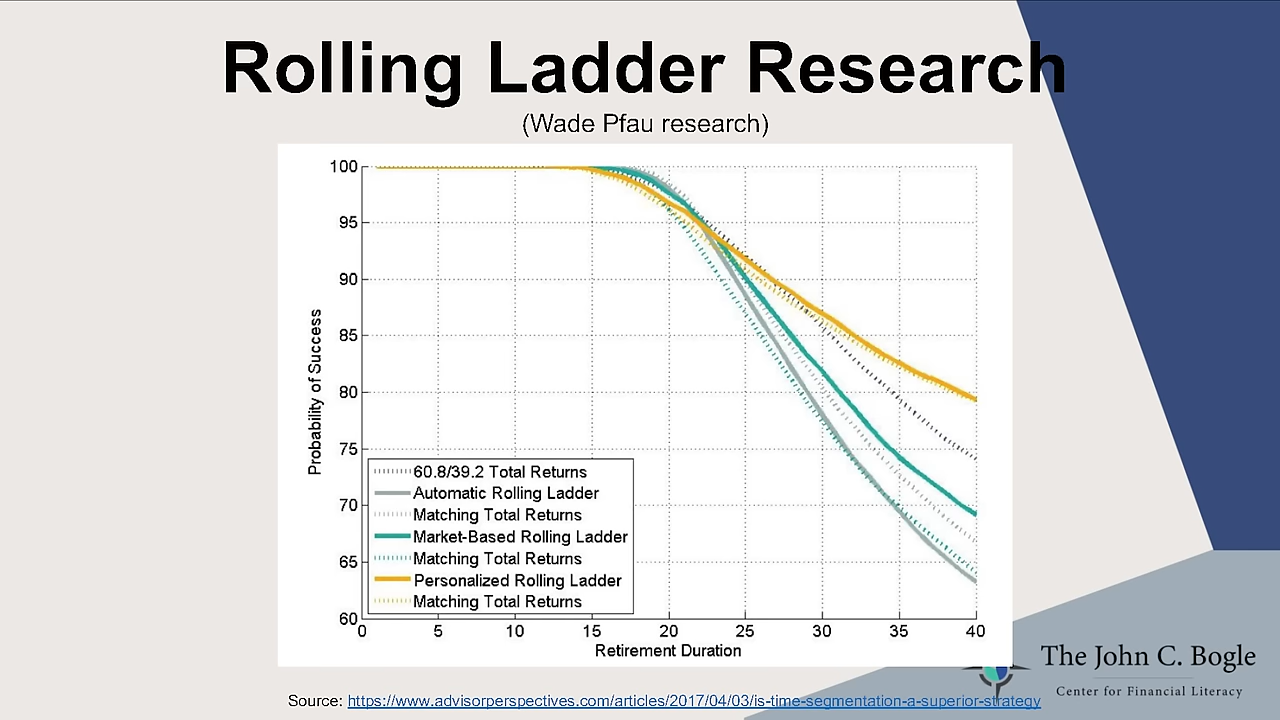 Rolling Ladder Research
(Wade Pfau research)
100
95
90
85
80
75
70
65
60
Probability of Success
60.8/39.2 Total Returns
Automatic Rolling Ladder
Matching Total Returns
Market-Based Rolling Ladder
Matching Total Returns
Personalized Rolling Ladder
Matching Total Returns
0 5 10 15 20 25 30 35 40
Retirement Duration
The John C. Bogle
Center for Financial Literacy
Source: https://www.advisorperspectives.com/articles/2017/04/03/is-time-segmentation-a-superior-strategy